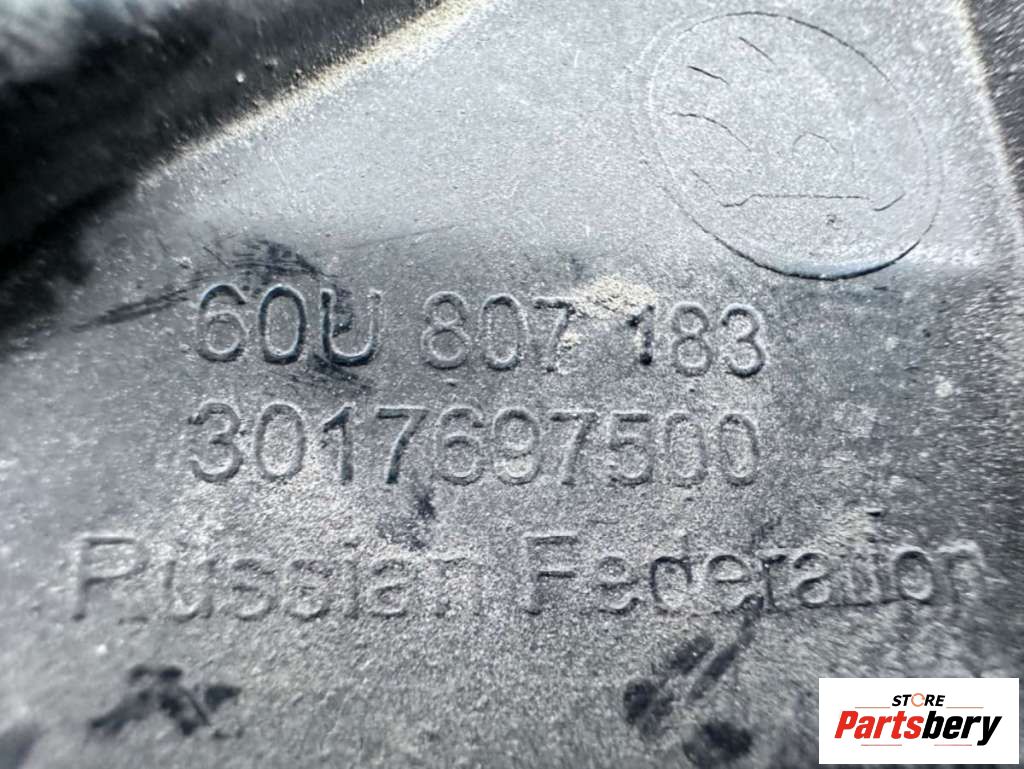 60U 807 183
3017697500
Russian Federation
STORE
Partsbery